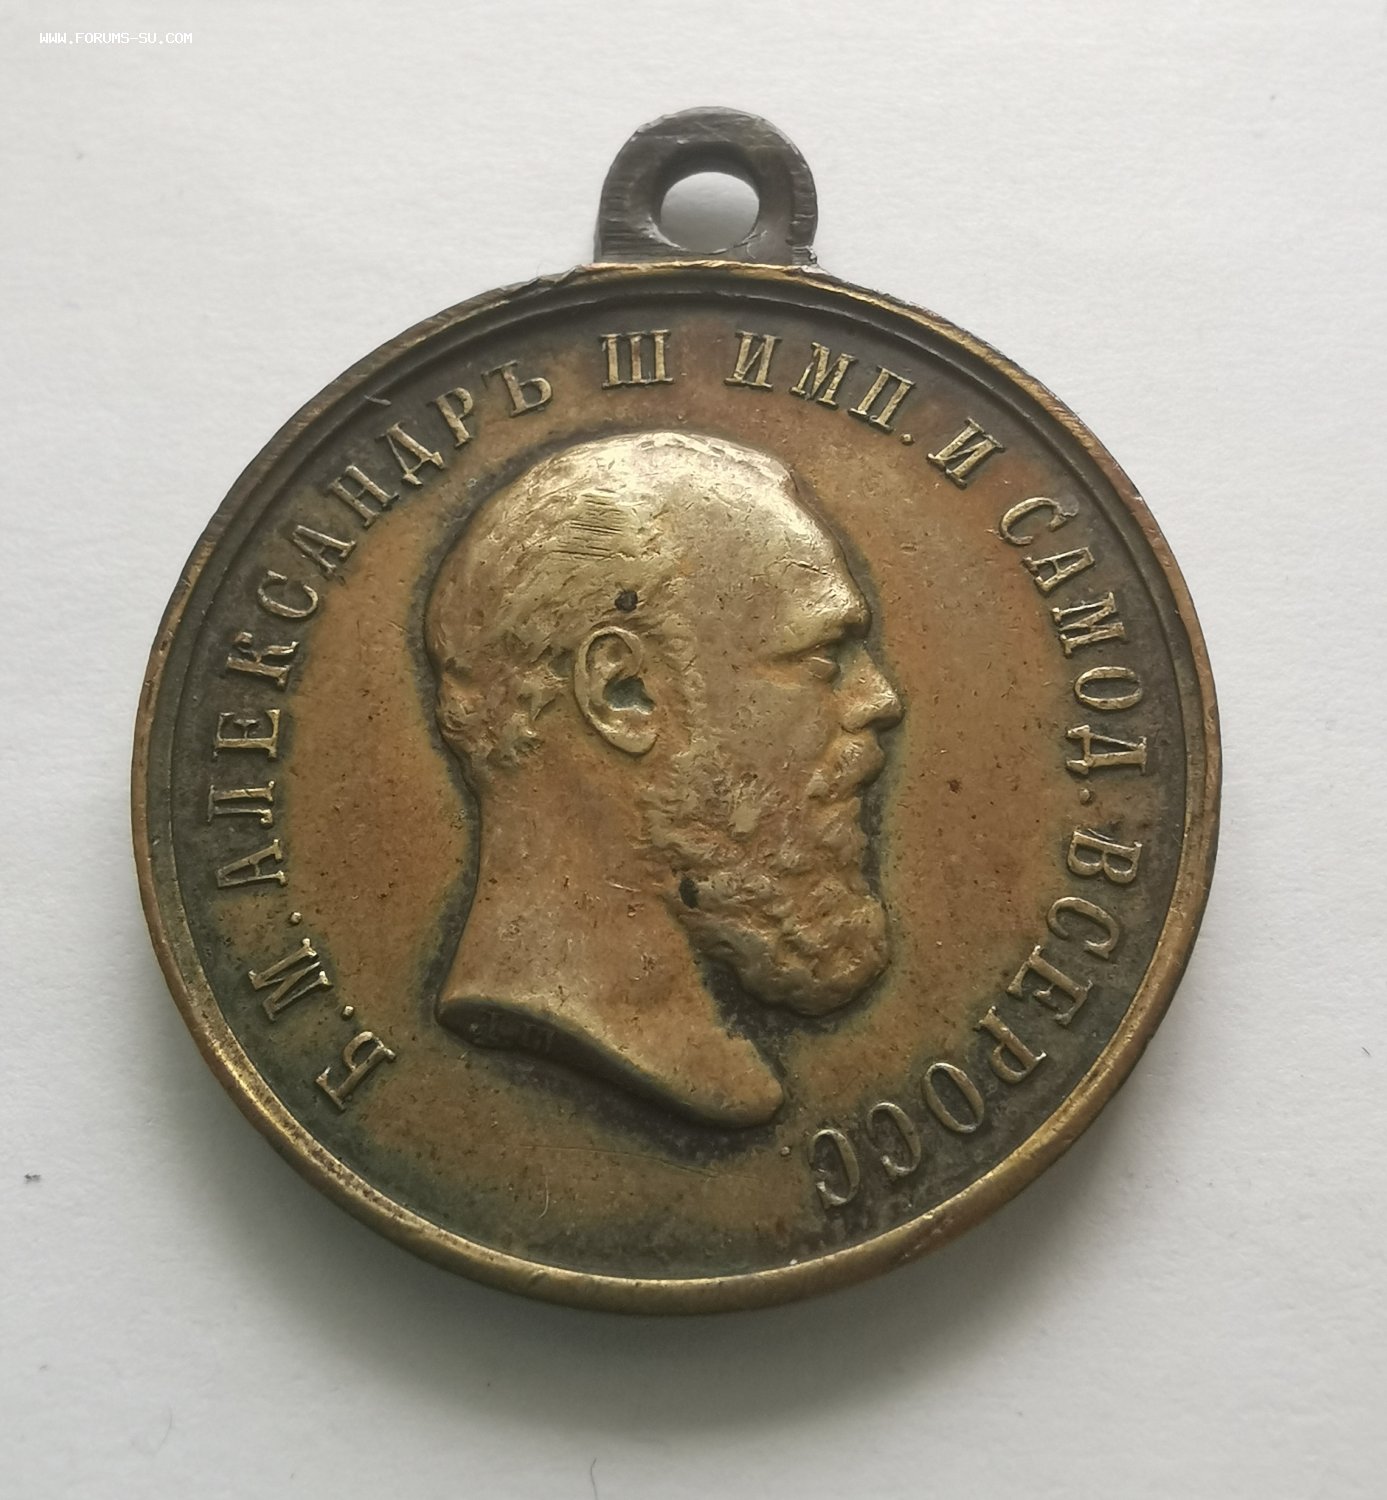 WWW.FORUMS-SU.COM
Б. М. АЛЕКСАНДРЪ III И ИМП. И САМОД. ВСЕРОСС.